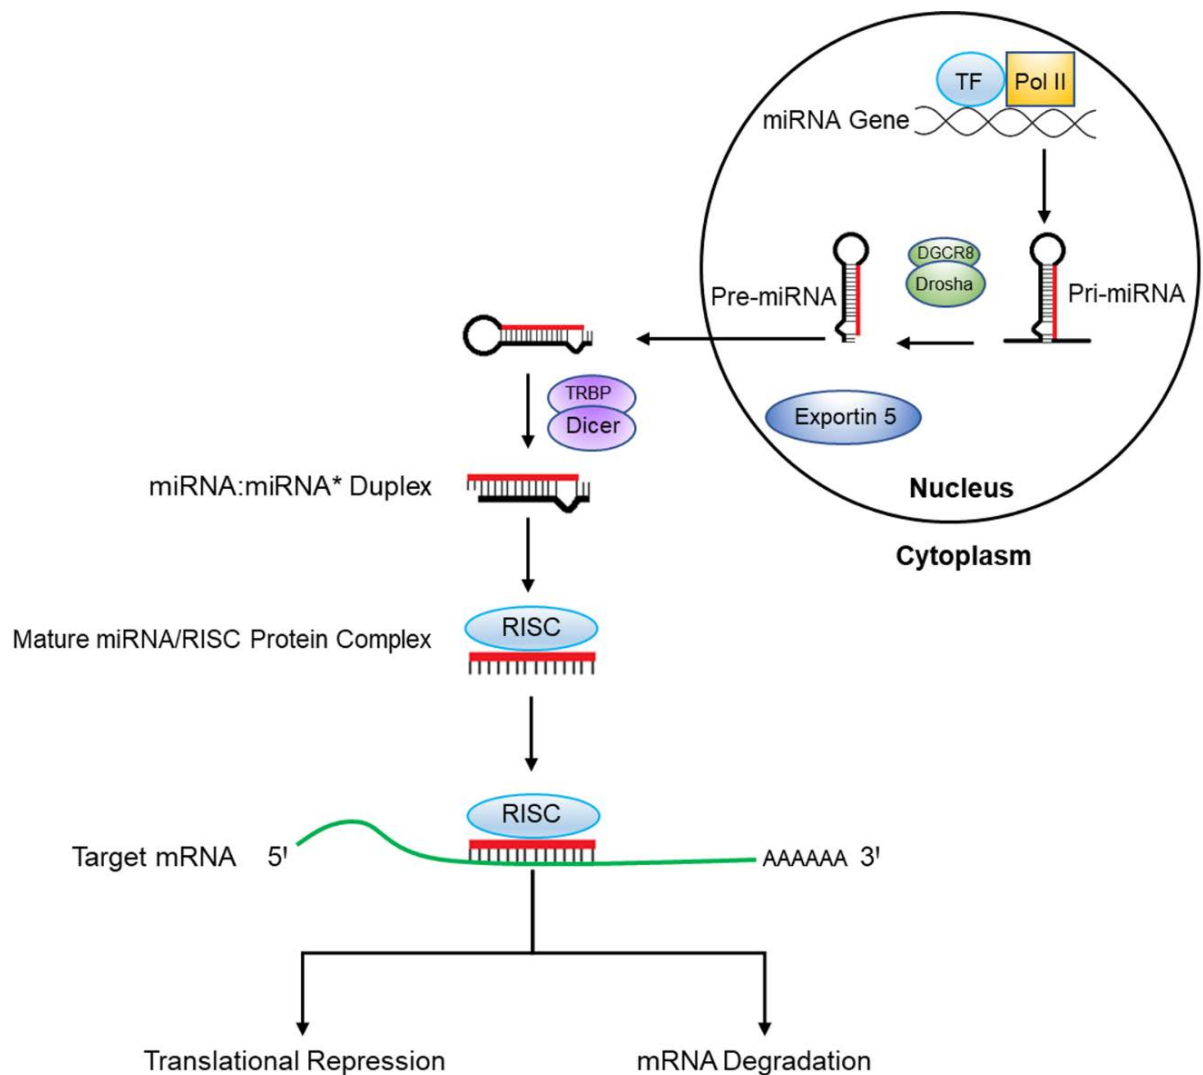 TF
Pol II
miRNA Gene
DGCR8
Drosha
Pre-miRNA
Pri-miRNA
Exportin 5
Nucleus
Cytoplasm
TRBP
Dicer
miRNA:miRNA* Duplex
RISC
Mature miRNA/RISC Protein Complex
RISC
Target mRNA 5' AAAAAA 3'
Translational Repression
mRNA Degradation